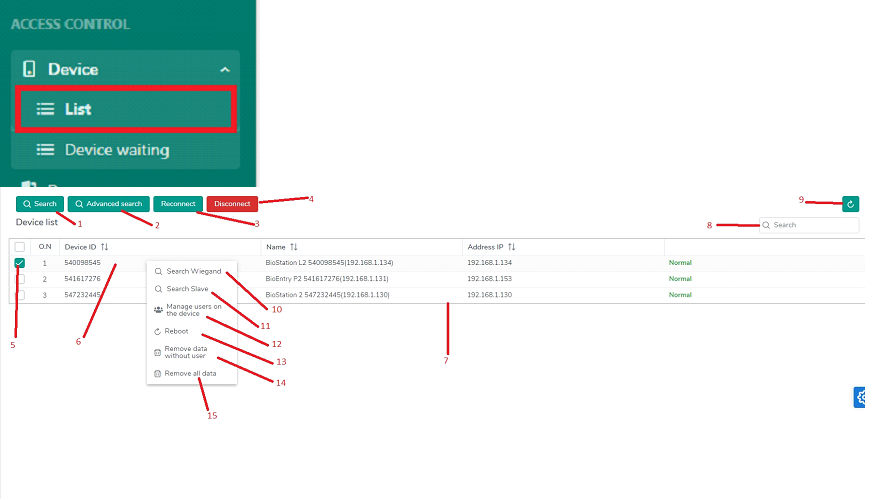 ACCESS CONTROL
Device
List
Device waiting
Search Advanced search Reconnect Disconnect 4 9
1 2 3
Device list 8 Search
O.N Device ID Name Address IP
1 540098545 BioStation L2 540098545(192.168.1.134) 192.168.1.134 Normal
2 541617276 BioEntry P2 541617276(192.168.1.131) 192.168.1.153 Normal
3 547232445 BioStation 2 547232445(192.168.1.130) 192.168.1.130 Normal
Search Wiegand
Search Slave
Manage users on
the device
Reboot
Remove data
without user
Remove all data
10
11
12
13
14
15
5
6
7